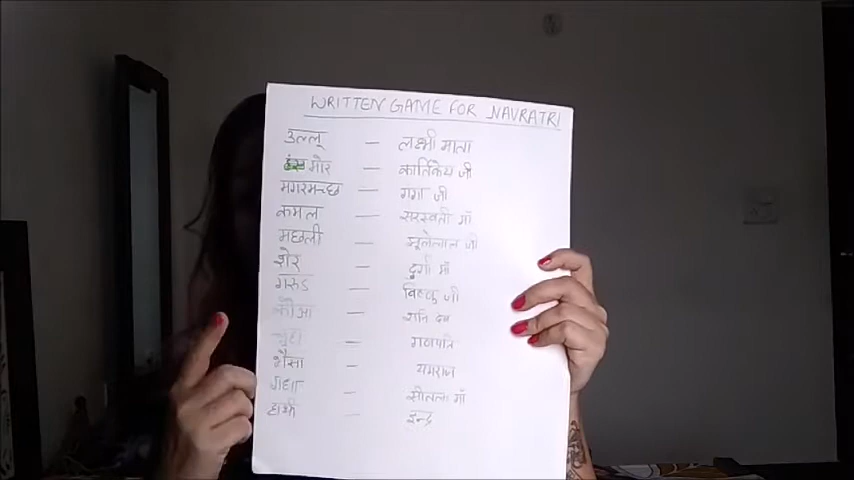 WRITTEN GAME FOR NAVRATRI
उल्लू — लक्ष्मी माता
मोर — कार्तिकेय जी
मगरमच्छ — गंगा जी
कमल — सरस्वती माँ
मछली — झूलेलाल जी
शेर — दुर्गा माँ
गरुड — विष्णु जी
कौआ — शनि देव
चूहा — गणपति
भैंसा — यमराज
गधा — शीतला माँ
हाथी — इन्द्र